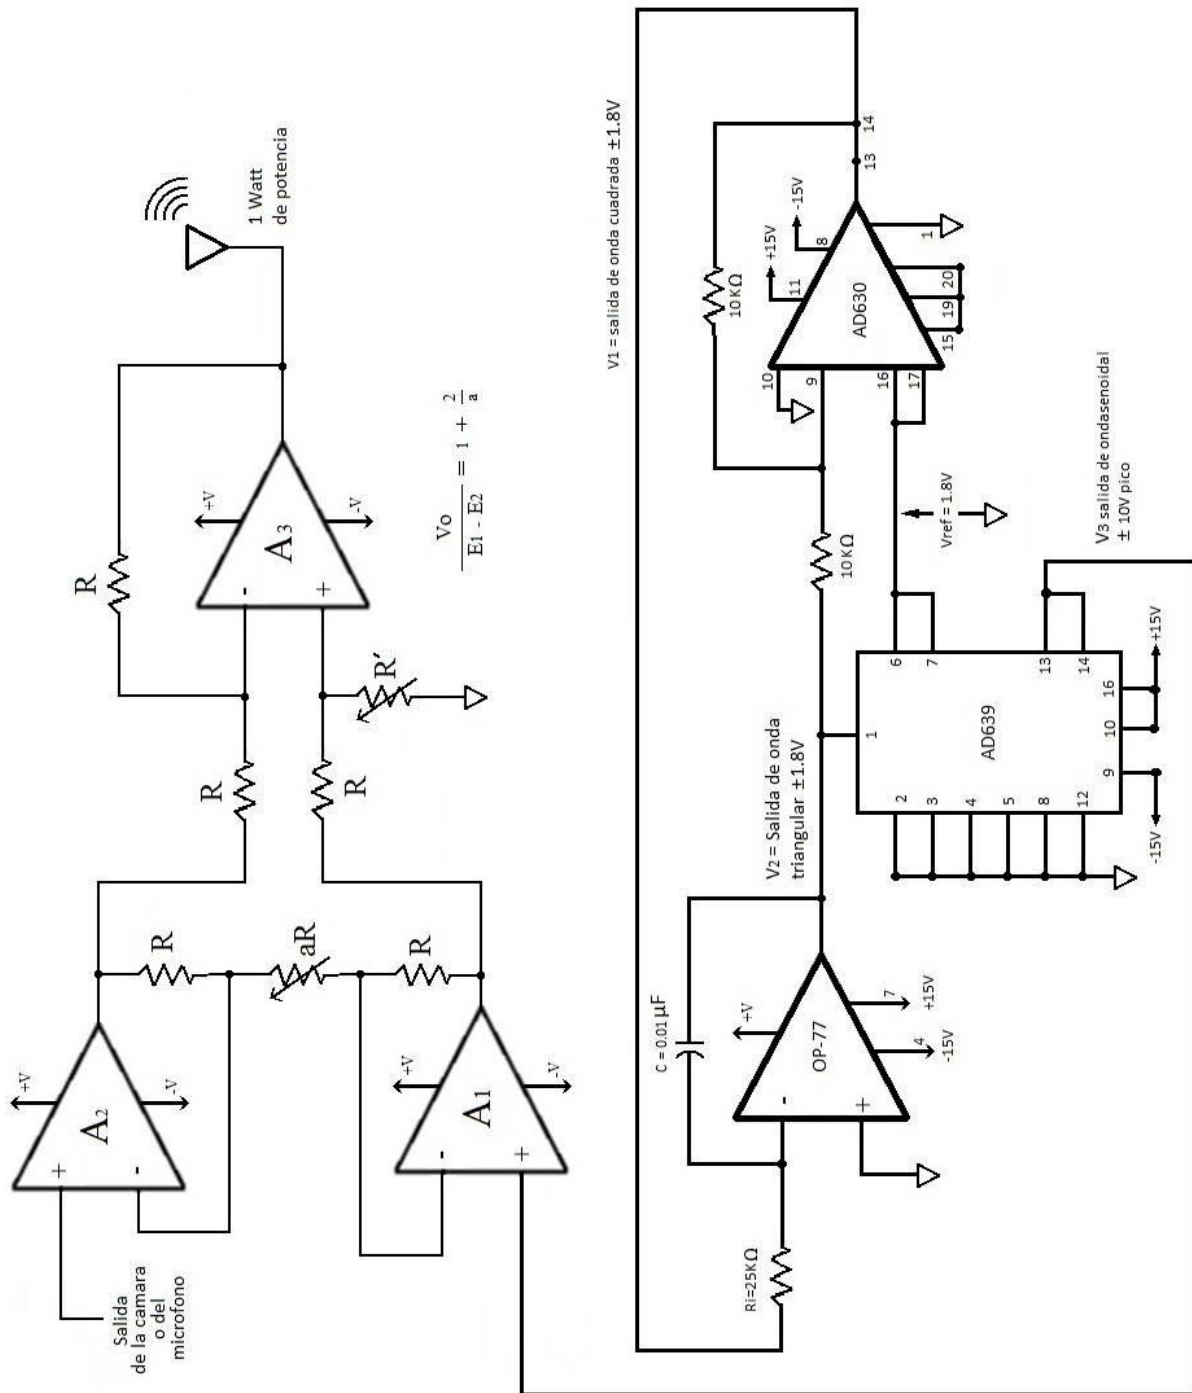 Salida
de la camara
o del
microfono
+
-
A2
+V
-V
R
aR
R
-
+
A1
+V
-V
R
R
R
R'
-
+
A3
+V
-V
1 Watt
de potencia
Vo
E1 - E2
= 1 +
2
a
V1 = salida de onda cuadrada ±1.8V
Ri=25KΩ
C = 0.01 µF
-
+
OP-77
+V
7
+15V
4
-15V
V2 = Salida de onda
triangular ±1.8V
10KΩ
10KΩ
10
9
16
17
AD630
11
+15V
8
-15V
13
14
15
19
20
1
Vref = 1.8V
1
2
3
4
5
8
12
AD639
6
7
13
14
9
10
16
-15V
+15V
V3 salida de ondasenoidal
± 10V pico